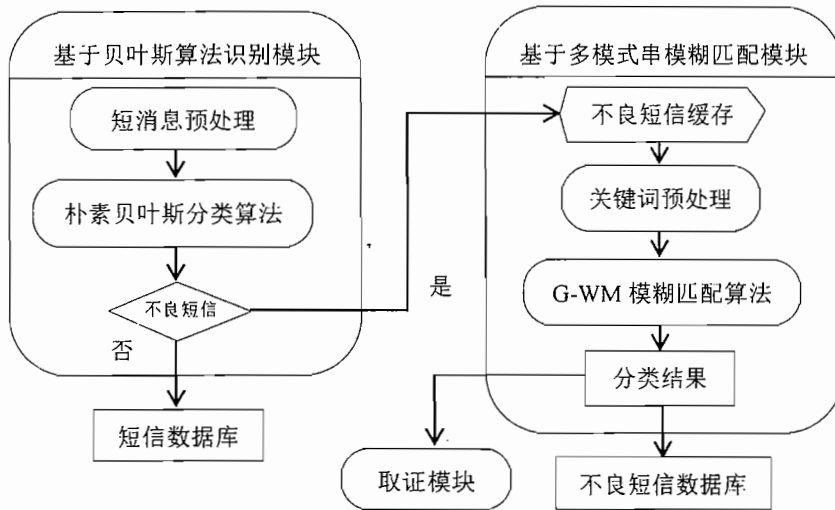 基于贝叶斯算法识别模块
短消息预处理
朴素贝叶斯分类算法
不良短信
否
短信数据库
是
基于多模式串模糊匹配模块
不良短信缓存
关键词预处理
G-WM 模糊匹配算法
分类结果
取证模块
不良短信数据库